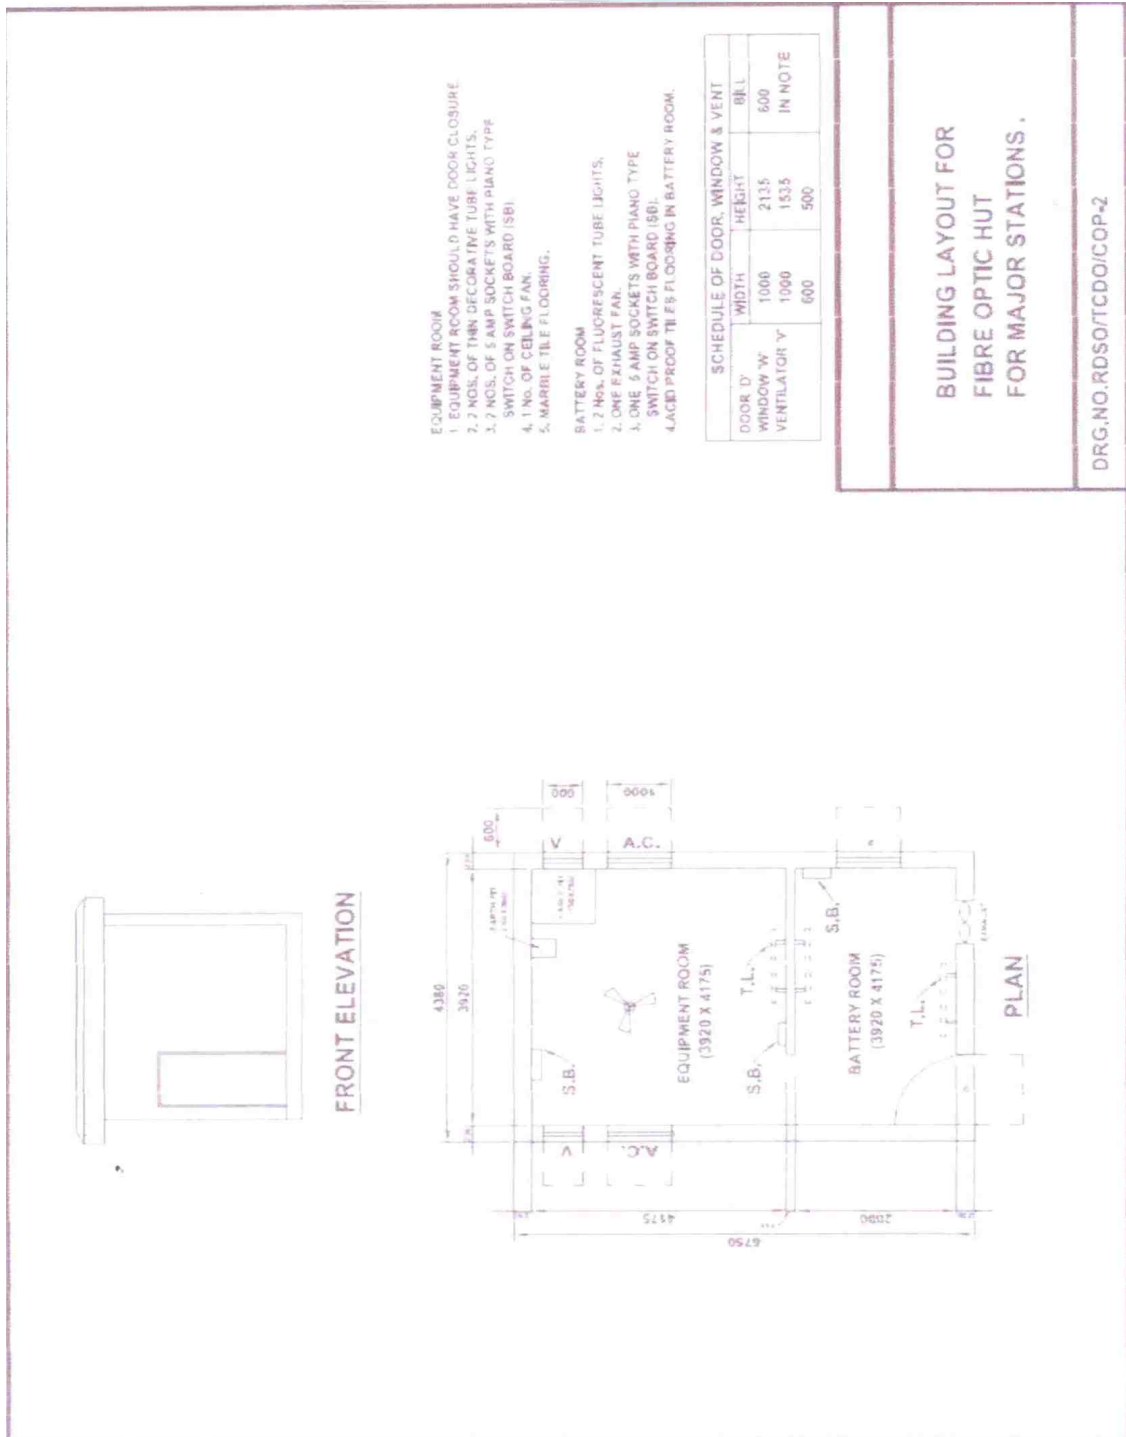 FRONT ELEVATION
4380
3920
600
600
1000
V
A.C.
V
A.C.
S.B.
EQUIPMENT ROOM
(3920 X 4175)
T.L.
S.B.
S.B.
BATTERY ROOM
(3920 X 4175)
T.L.
4175
6750
PLAN
EQUIPMENT ROOM
1 EQUIPMENT ROOM SHOULD HAVE DOOR CLOSURE.
2. 2 NOS. OF THIN DECORATIVE TUBE LIGHTS.
3. 2 NOS. OF 5 AMP SOCKETS WITH PIANO TYPE
SWITCH ON SWITCH BOARD (SB).
4. 1 No. OF CEILING FAN.
5. MARBLE TILE FLOORING.
BATTERY ROOM
1. 2 Nos. OF FLUORESCENT TUBE LIGHTS.
2. ONE EXHAUST FAN.
3. ONE 5 AMP SOCKETS WITH PIANO TYPE
SWITCH ON SWITCH BOARD (SB).
4.ACID PROOF TILES FLOORING IN BATTERY ROOM.
SCHEDULE OF DOOR, WINDOW & VENT
WIDTH HEIGHT BILL
DOOR 'D' 1000 2135 600
WINDOW 'W' 1000 1535 IN NOTE
VENTILATOR 'V' 600 500
BUILDING LAYOUT FOR
FIBRE OPTIC HUT
FOR MAJOR STATIONS.
DRG.NO.RDSO/TCDO/COP-2